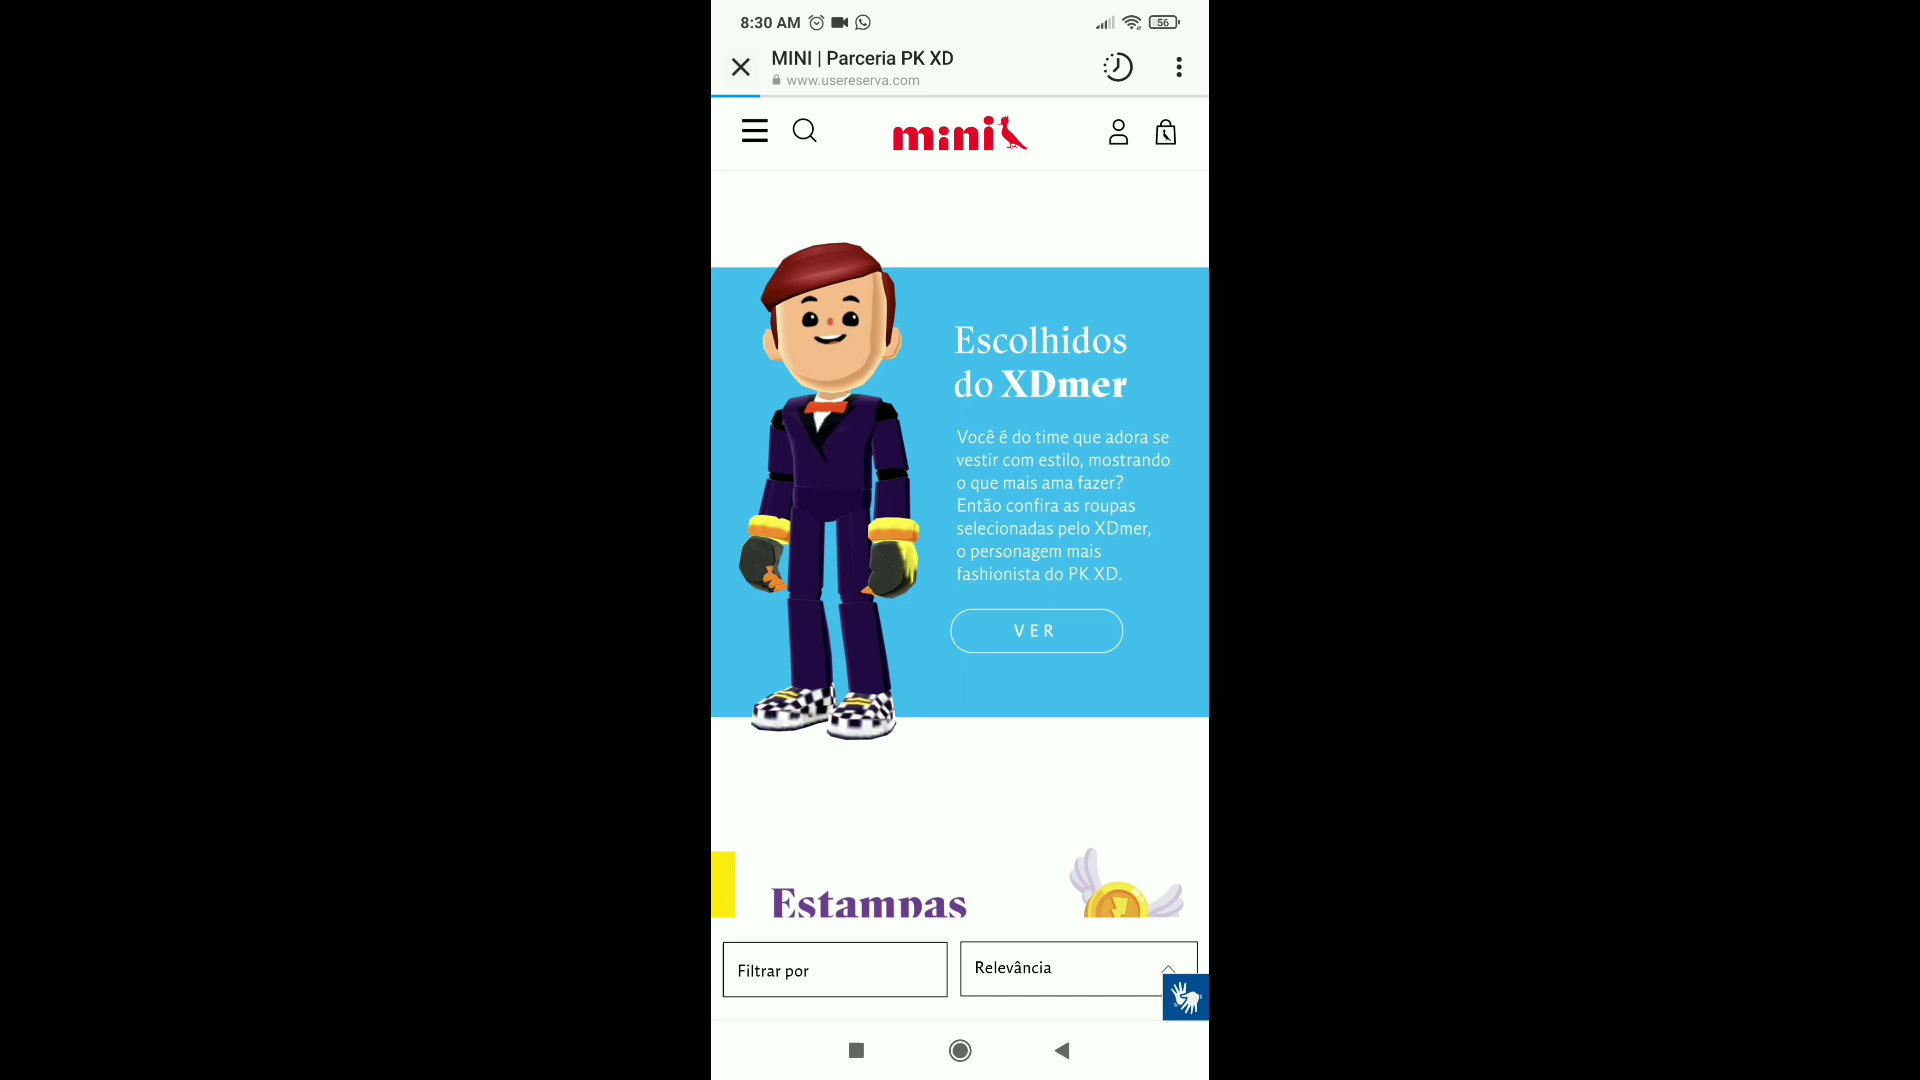 8:30 AM
56
MINI | Parceria PK XD
www.usereserva.com
mini
Escolhidos
do XDmer
Você é do time que adora se
vestir com estilo, mostrando
o que mais ama fazer?
Então confira as roupas
selecionadas pelo XDmer,
o personagem mais
fashionista do PK XD.
VER
Estampas
Filtrar por
Relevância